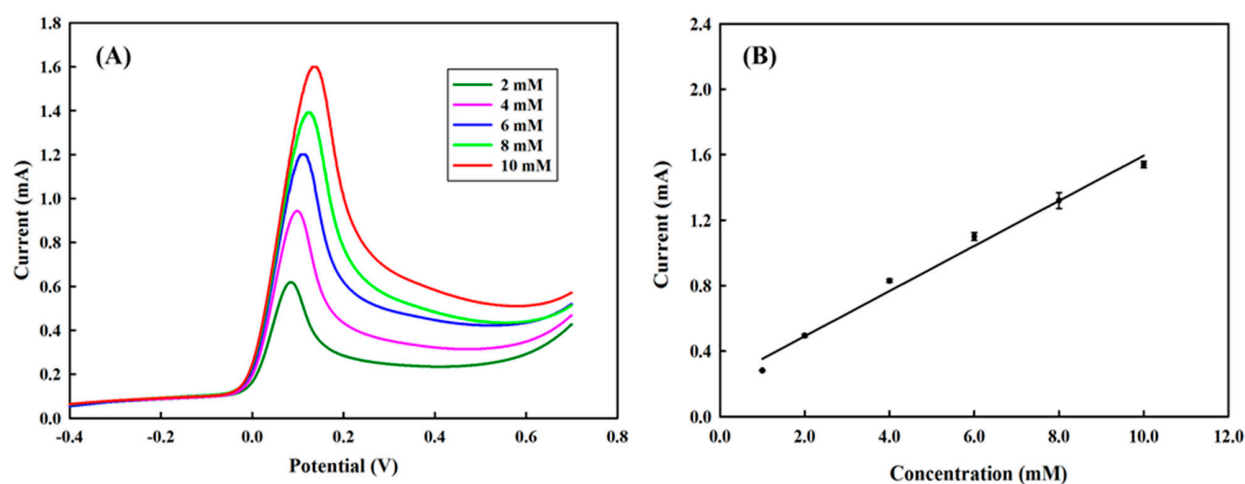 (A)
1.8
1.6
1.4
1.2
1.0
0.8
0.6
0.4
0.2
0.0
Current (mA)
2 mM
4 mM
6 mM
8 mM
10 mM
-0.4
-0.2
0.0
0.2
0.4
0.6
0.8
Potential (V)
(B)
2.4
2.0
1.6
1.2
0.8
0.4
0.0
Current (mA)
0.0
2.0
4.0
6.0
8.0
10.0
12.0
Concentration (mM)